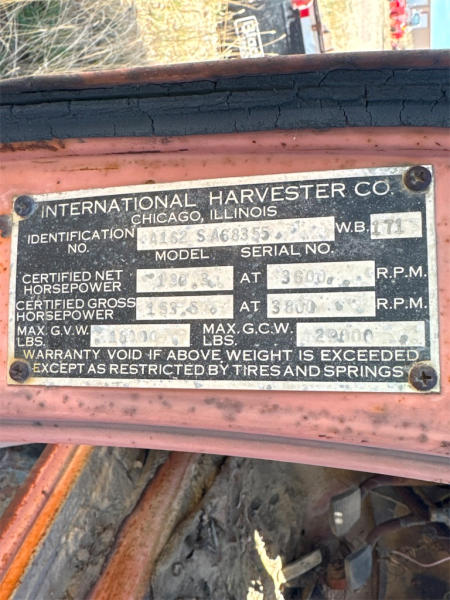 INTERNATIONAL HARVESTER CO.
CHICAGO, ILLINOIS
IDENTIFICATION NO. A162 SA68355 W.B. 171
MODEL SERIAL NO.
CERTIFIED NET HORSEPOWER 130.3 AT 3600 R.P.M.
CERTIFIED GROSS HORSEPOWER 153.5 AT 3800 R.P.M.
MAX. G.V.W. LBS. MAX. G.C.W. LBS.
WARRANTY VOID IF ABOVE WEIGHT IS EXCEEDED
EXCEPT AS RESTRICTED BY TIRES AND SPRINGS